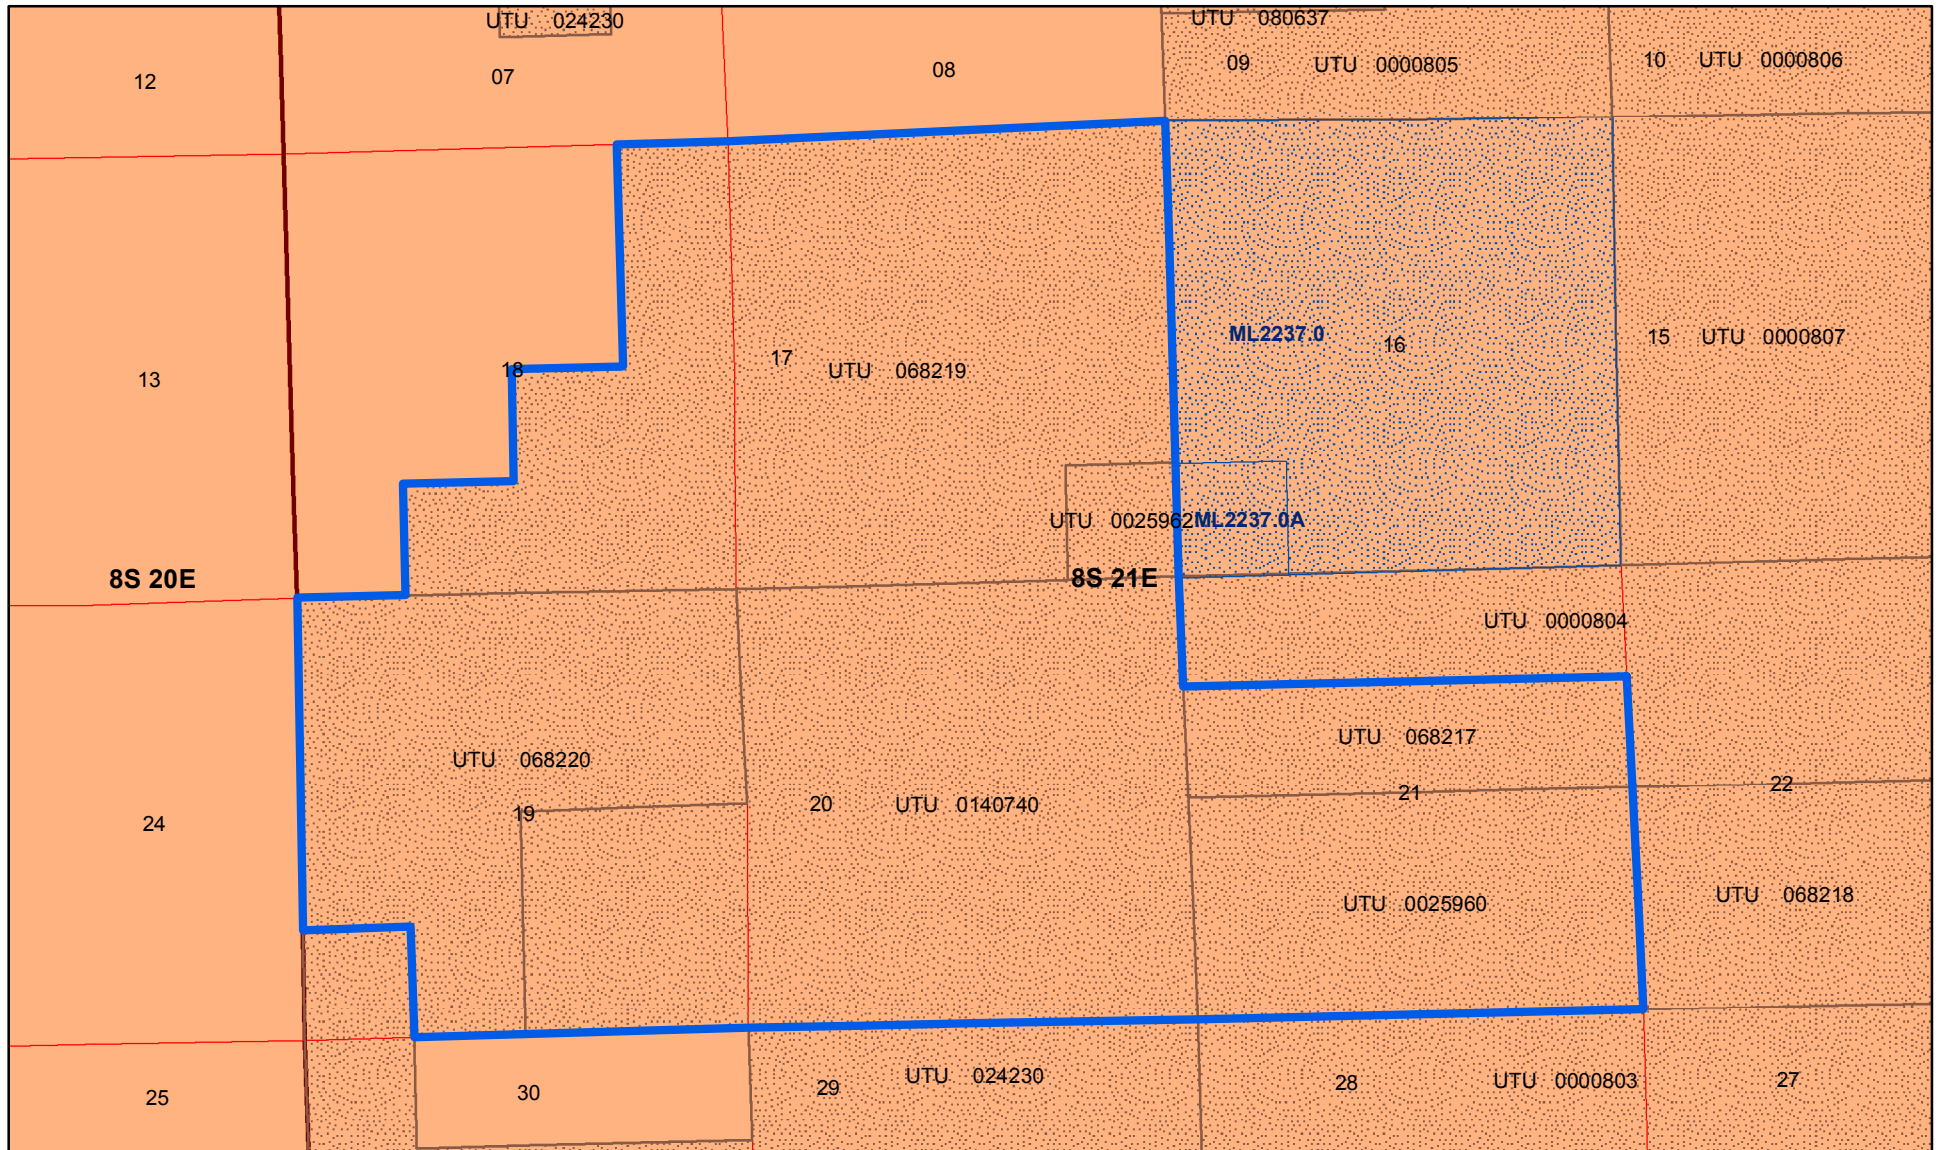 UTU 024230
UTU 080637
12
07
08
09 UTU 0000805
10 UTU 0000806
ML2237.0 16
15 UTU 0000807
13
18
17 UTU 068219
UTU 0025962
ML2237.0A
8S 20E
8S 21E
UTU 0000804
UTU 068217
UTU 068220
19
20 UTU 0140740
21
22
24
UTU 0025960
UTU 068218
25
30
29 UTU 024230
28 UTU 0000803
27